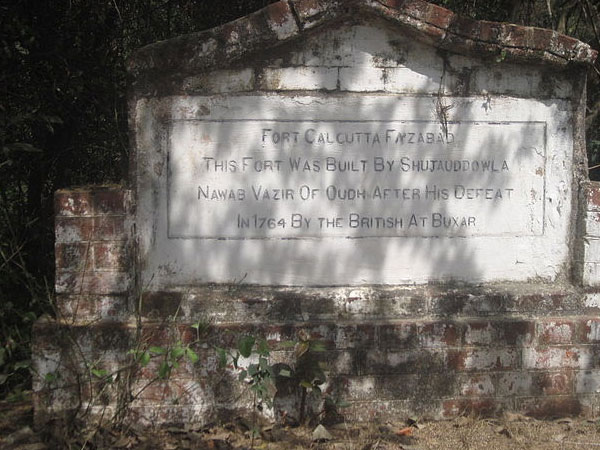 Fort Calcutta Fyzabad
This Fort Was Built By Shujauddowla
Nawab Vazir Of Oudh After His Defeat
In 1764 By the British At Buxar